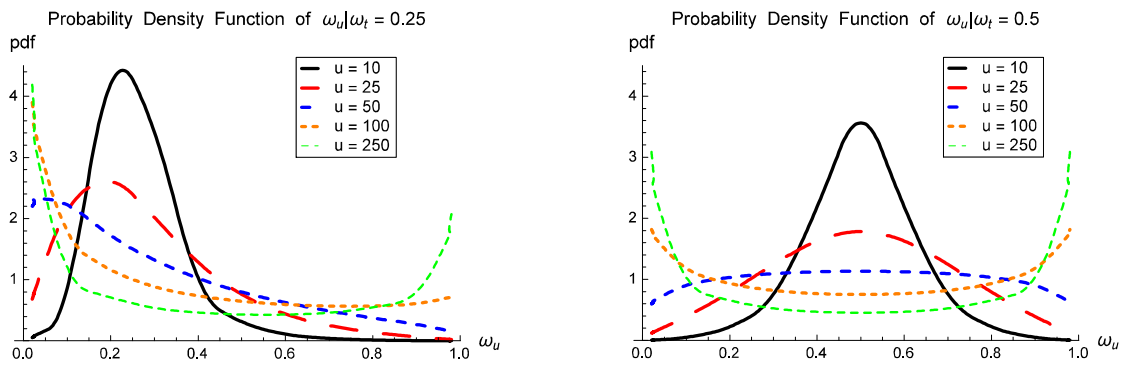 Probability Density Function of ω_u|ω_t = 0.25
pdf
u = 10
u = 25
u = 50
u = 100
u = 250
4
3
2
1
0.0 0.2 0.4 0.6 0.8 1.0 ω_u
Probability Density Function of ω_u|ω_t = 0.5
pdf
u = 10
u = 25
u = 50
u = 100
u = 250
4
3
2
1
0.0 0.2 0.4 0.6 0.8 1.0 ω_u